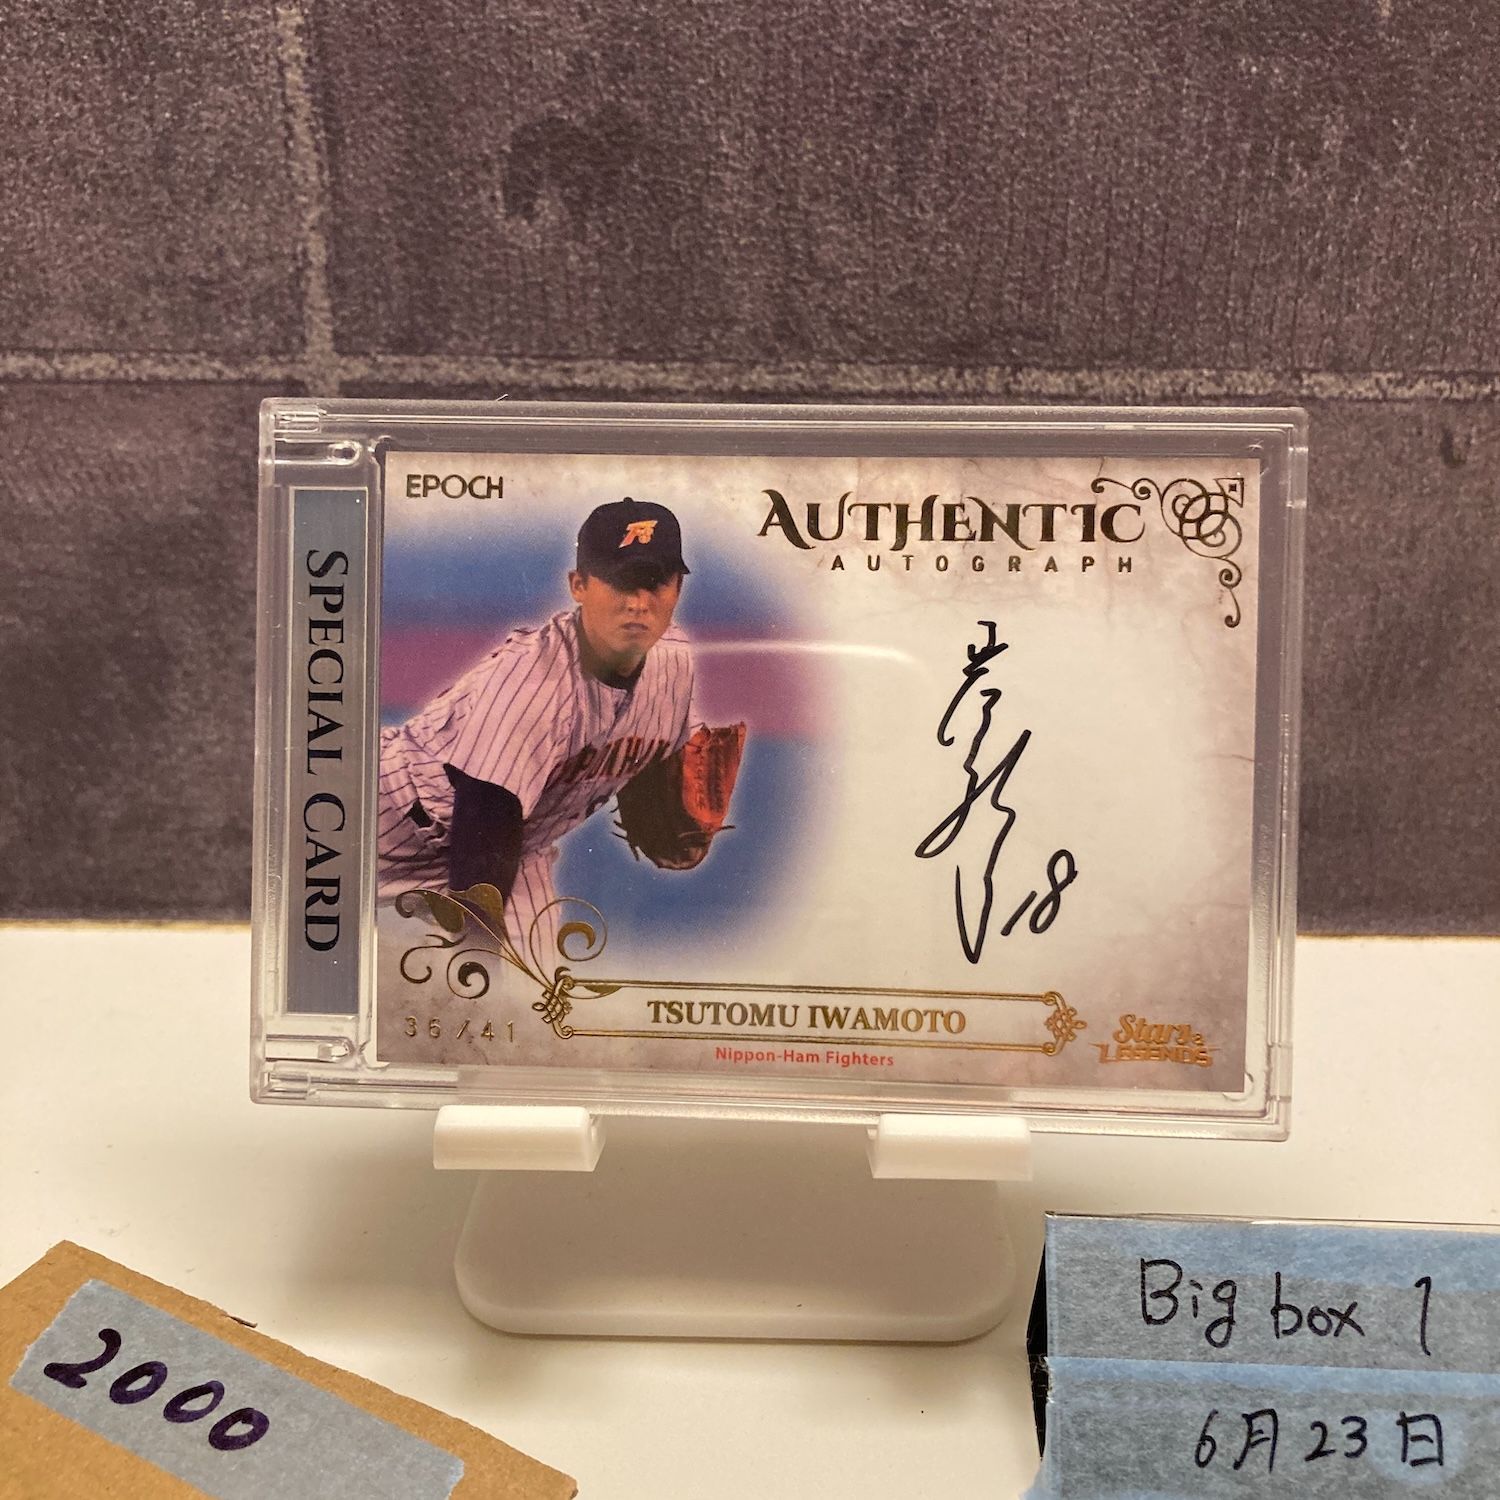 EPOCH
AUTHENTIC
AUTOGRAPH
SPECIAL CARD
18
TSUTOMU IWAMOTO
36/41
Nippon-Ham Fighters
Stars &
LEGENDS
2000
Big box 1
6月23日